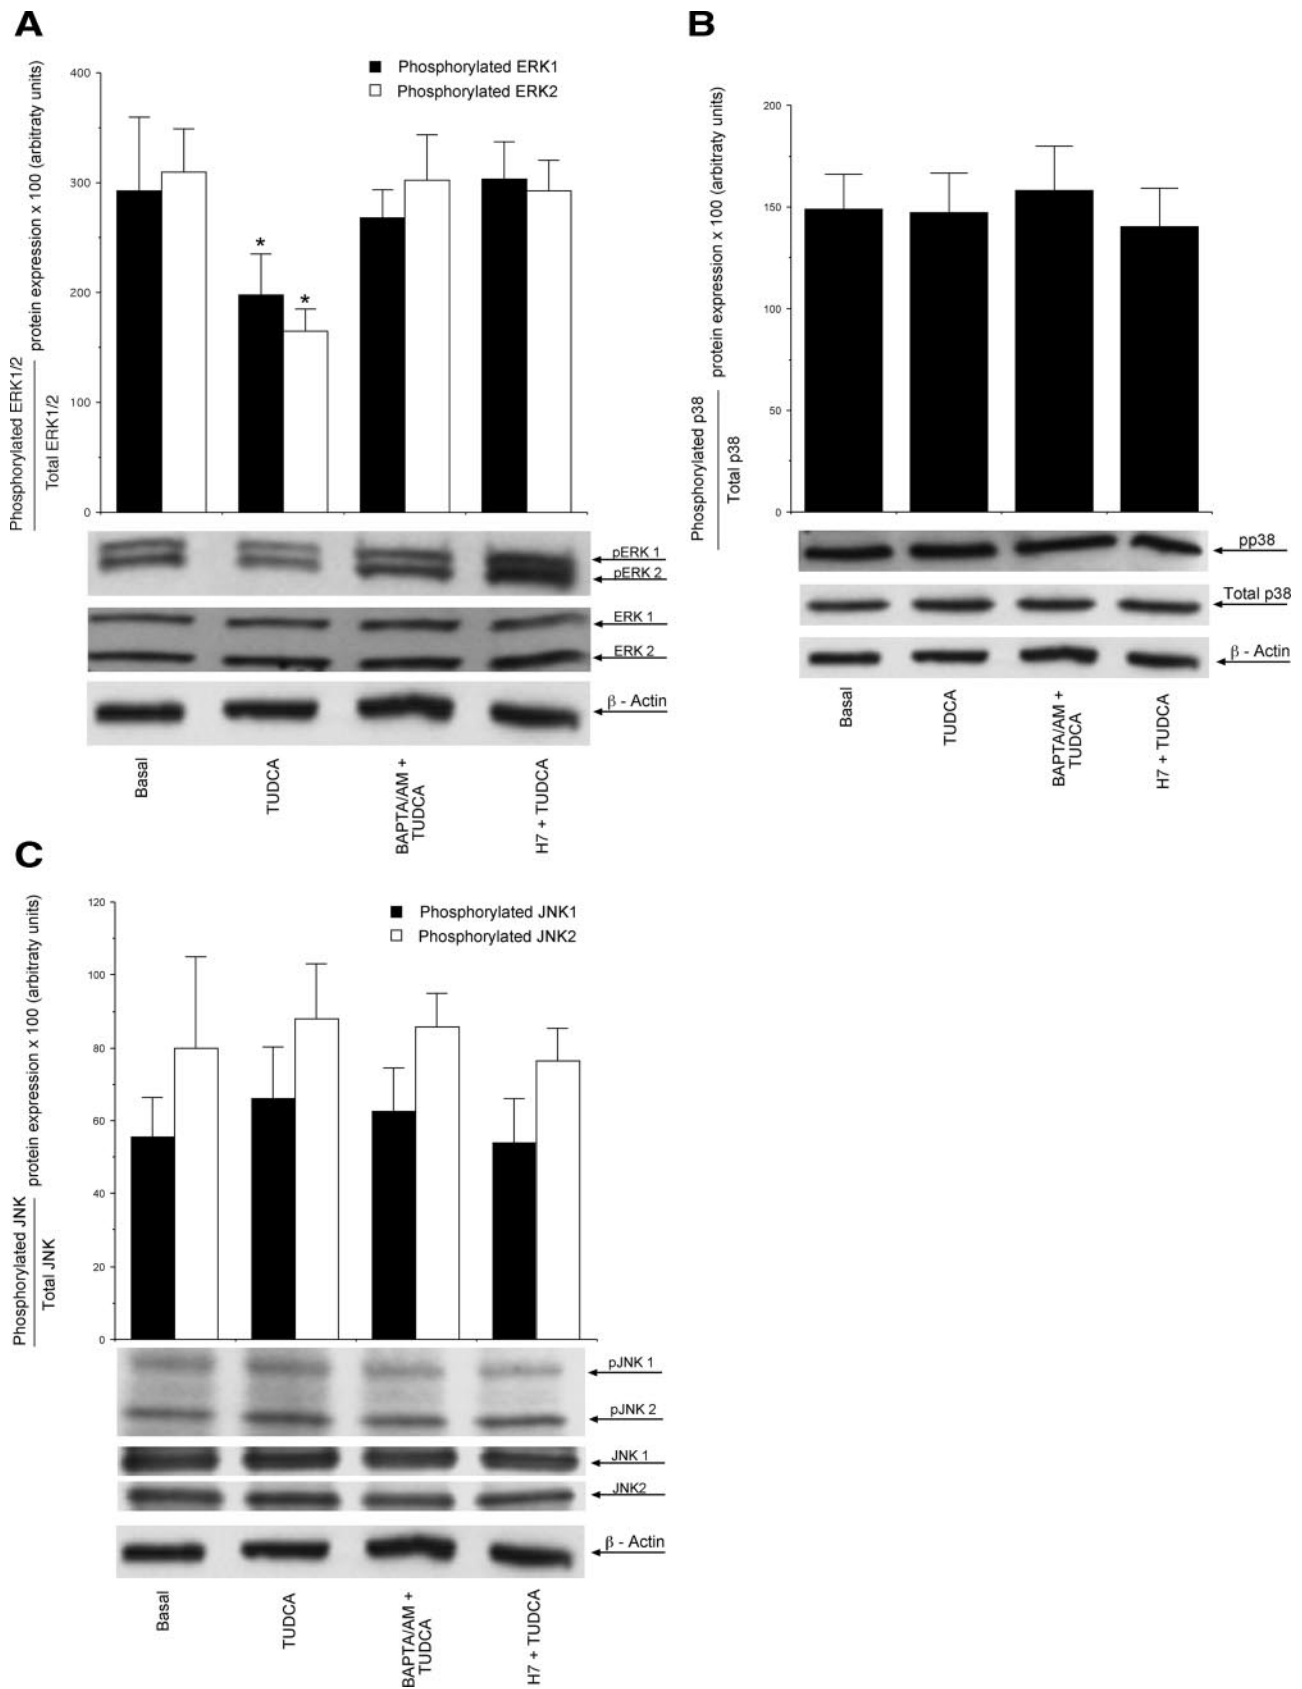 A
Phosphorylated ERK1/2
Total ERK1/2
protein expression x 100 (arbitraty units)
400
300
200
100
0
Phosphorylated ERK1
Phosphorylated ERK2
*
*
pERK 1
pERK 2
ERK 1
ERK 2
β - Actin
Basal
TUDCA
BAPTA/AM +
TUDCA
H7 + TUDCA
B
Phosphorylated p38
Total p38
protein expression x 100 (arbitraty units)
200
150
100
50
0
pp38
Total p38
β - Actin
Basal
TUDCA
BAPTA/AM +
TUDCA
H7 + TUDCA
C
Phosphorylated JNK
Total JNK
protein expression x 100 (arbitraty units)
120
100
80
60
40
20
0
Phosphorylated JNK1
Phosphorylated JNK2
pJNK 1
pJNK 2
JNK 1
JNK2
β - Actin
Basal
TUDCA
BAPTA/AM +
TUDCA
H7 + TUDCA